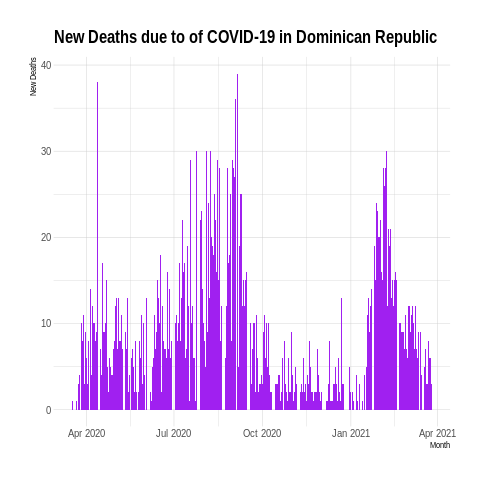 New Deaths due to of COVID-19 in Dominican Republic
New Deaths
40
30
20
10
0
Apr 2020 Jul 2020 Oct 2020 Jan 2021 Apr 2021
Month